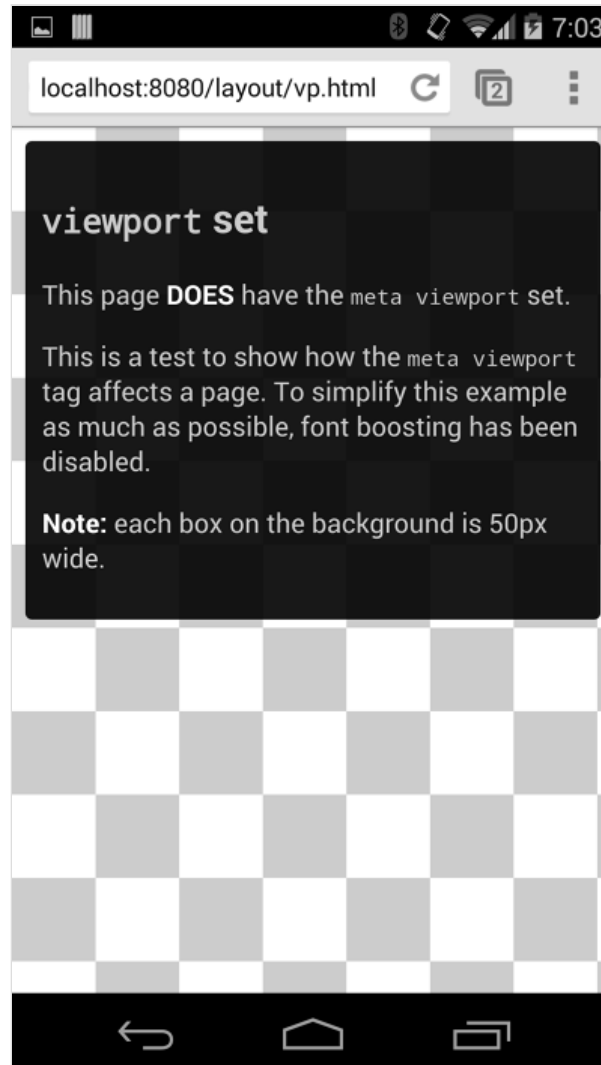 7:03
localhost:8080/layout/vp.html
2
viewport set
This page DOES have the meta viewport set.
This is a test to show how the meta viewport
tag affects a page. To simplify this example
as much as possible, font boosting has been
disabled.
Note: each box on the background is 50px
wide.